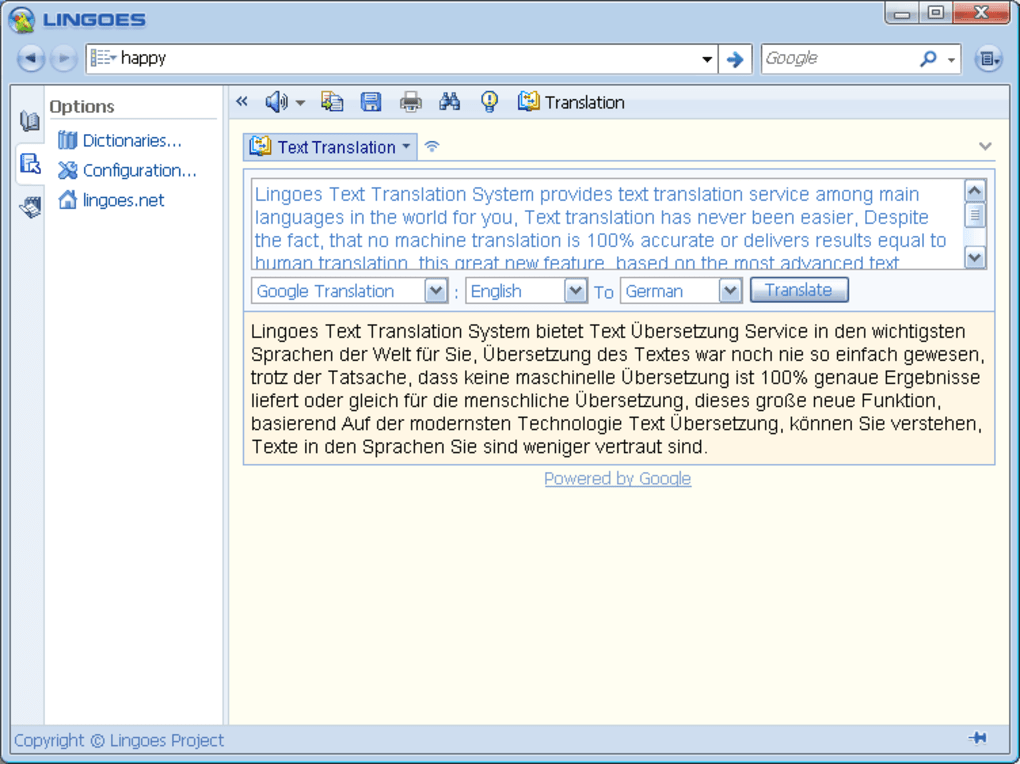 LINGOES
happy
Google
Options
Dictionaries...
Configuration...
lingoes.net
Translation
Text Translation
Lingoes Text Translation System provides text translation service among main
languages in the world for you, Text translation has never been easier, Despite
the fact, that no machine translation is 100% accurate or delivers results equal to
human translation, this great new feature, based on the most advanced text
Google Translation : English To German Translate
Lingoes Text Translation System bietet Text Übersetzung Service in den wichtigsten
Sprachen der Welt für Sie, Übersetzung des Textes war noch nie so einfach gewesen,
trotz der Tatsache, dass keine maschinelle Übersetzung ist 100% genaue Ergebnisse
liefert oder gleich für die menschliche Übersetzung, dieses große neue Funktion,
basierend Auf der modernsten Technologie Text Übersetzung, können Sie verstehen,
Texte in den Sprachen Sie sind weniger vertraut sind.
Powered by Google
Copyright © Lingoes Project